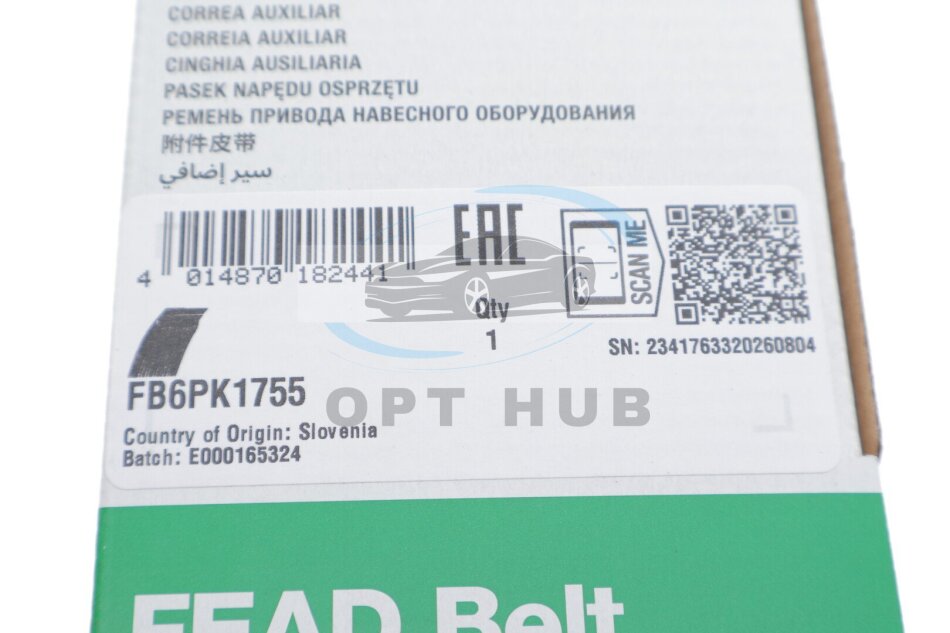 CORREA AUXILIAR
CORREIA AUXILIAR
CINGHIA AUSILIARIA
PASEK NAPĘDU OSPRZĘTU
РЕМЕНЬ ПРИВОДА НАВЕСНОГО ОБОРУДОВАНИЯ
附件皮带
سير إضافي
4 014870 182441
EAC
SCAN ME
Qty
1
SN: 2341763320260804
FB6PK1755
OPT HUB
Country of Origin: Slovenia
Batch: E000165324
FEAD Belt